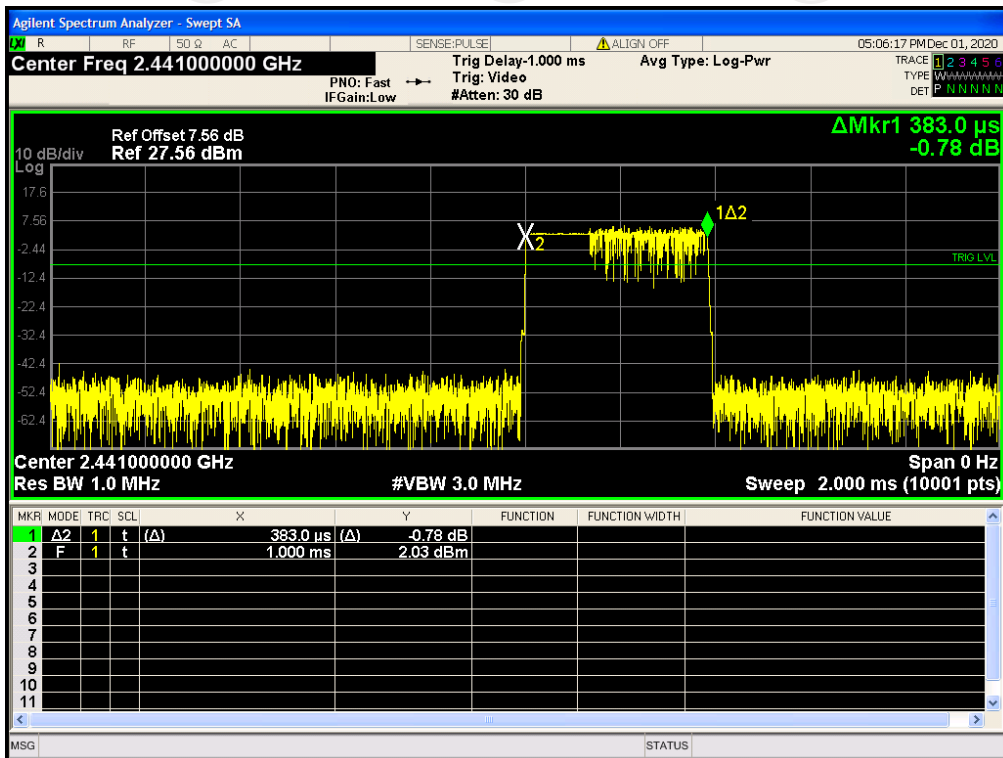 Agilent Spectrum Analyzer - Swept SA
LXI R RF 50 Ω AC SENSE:PULSE ALIGN OFF 05:06:17 PM Dec 01, 2020
Center Freq 2.441000000 GHz
Trig Delay-1.000 ms Avg Type: Log-Pwr TRACE 1 2 3 4 5 6
PNO: Fast Trig: Video TYPE WWWWWW
IFGain:Low #Atten: 30 dB DET P N N N N N
ΔMkr1 383.0 µs
-0.78 dB
Ref Offset 7.56 dB
10 dB/div Ref 27.56 dBm
Log
17.6
7.56
-2.44
-12.4
-22.4
-32.4
-42.4
-52.4
-62.4
1Δ2
2
TRIG LVL
Center 2.441000000 GHz Span 0 Hz
Res BW 1.0 MHz #VBW 3.0 MHz Sweep 2.000 ms (10001 pts)
MKR MODE TRC SCL X Y FUNCTION FUNCTION WIDTH FUNCTION VALUE
1 Δ2 1 t (Δ) 383.0 µs (Δ) -0.78 dB
2 F 1 t 1.000 ms 2.03 dBm
3
4
5
6
7
8
9
10
11
MSG STATUS